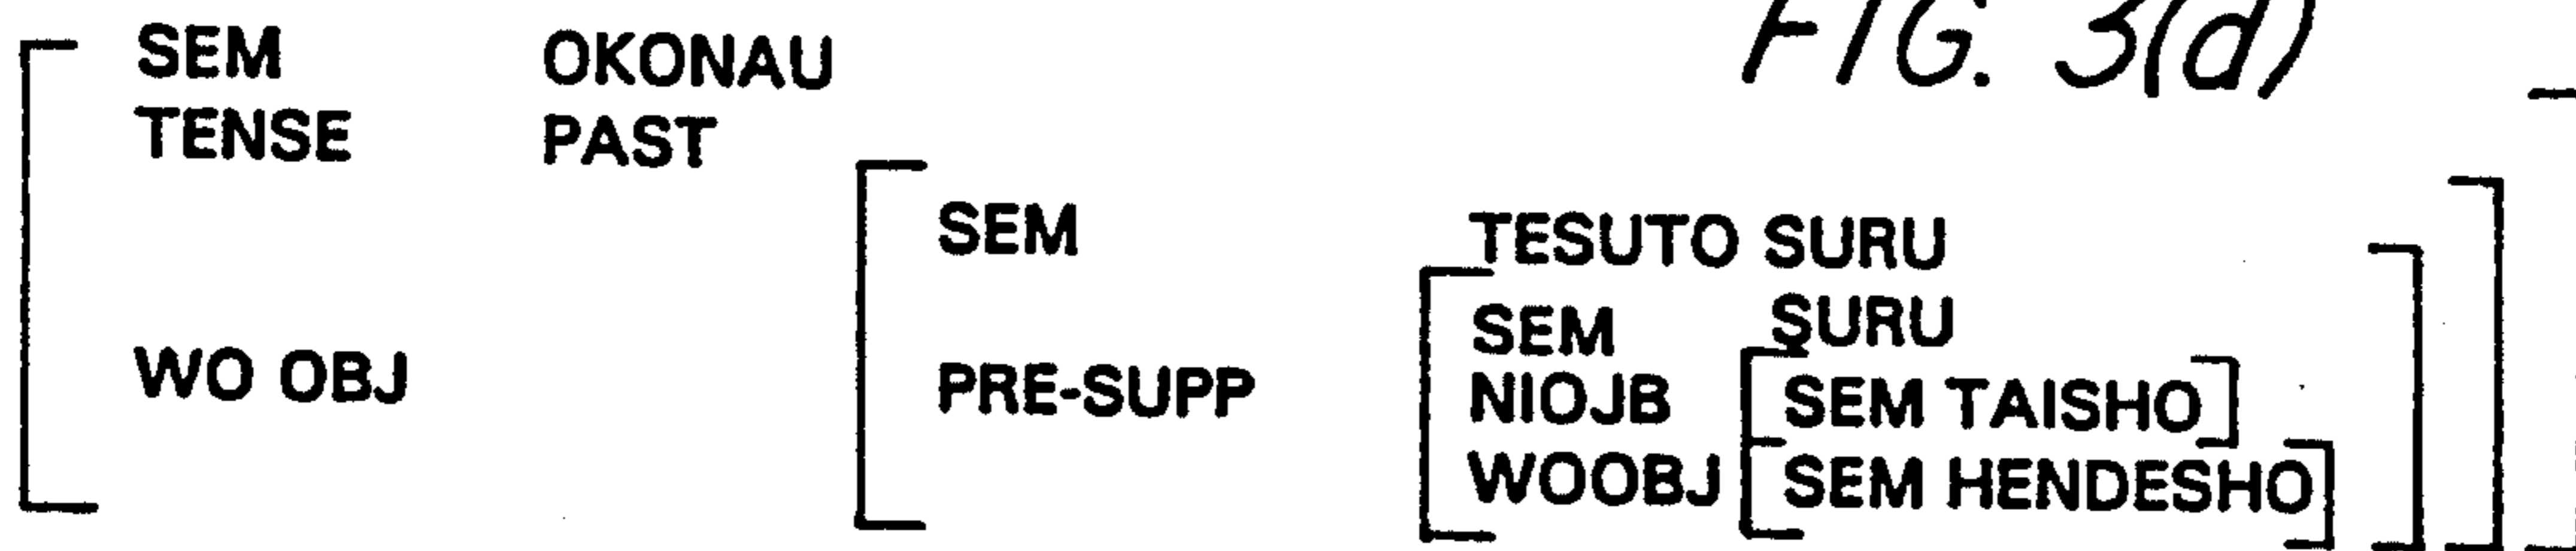 FIG. 3(d)
SEM OKONAU
TENSE PAST
SEM TESUTO SURU
SEM SURU
WO OBJ PRE-SUPP NIOJB [SEM TAISHO]
WOOBJ [SEM HENDESHO]